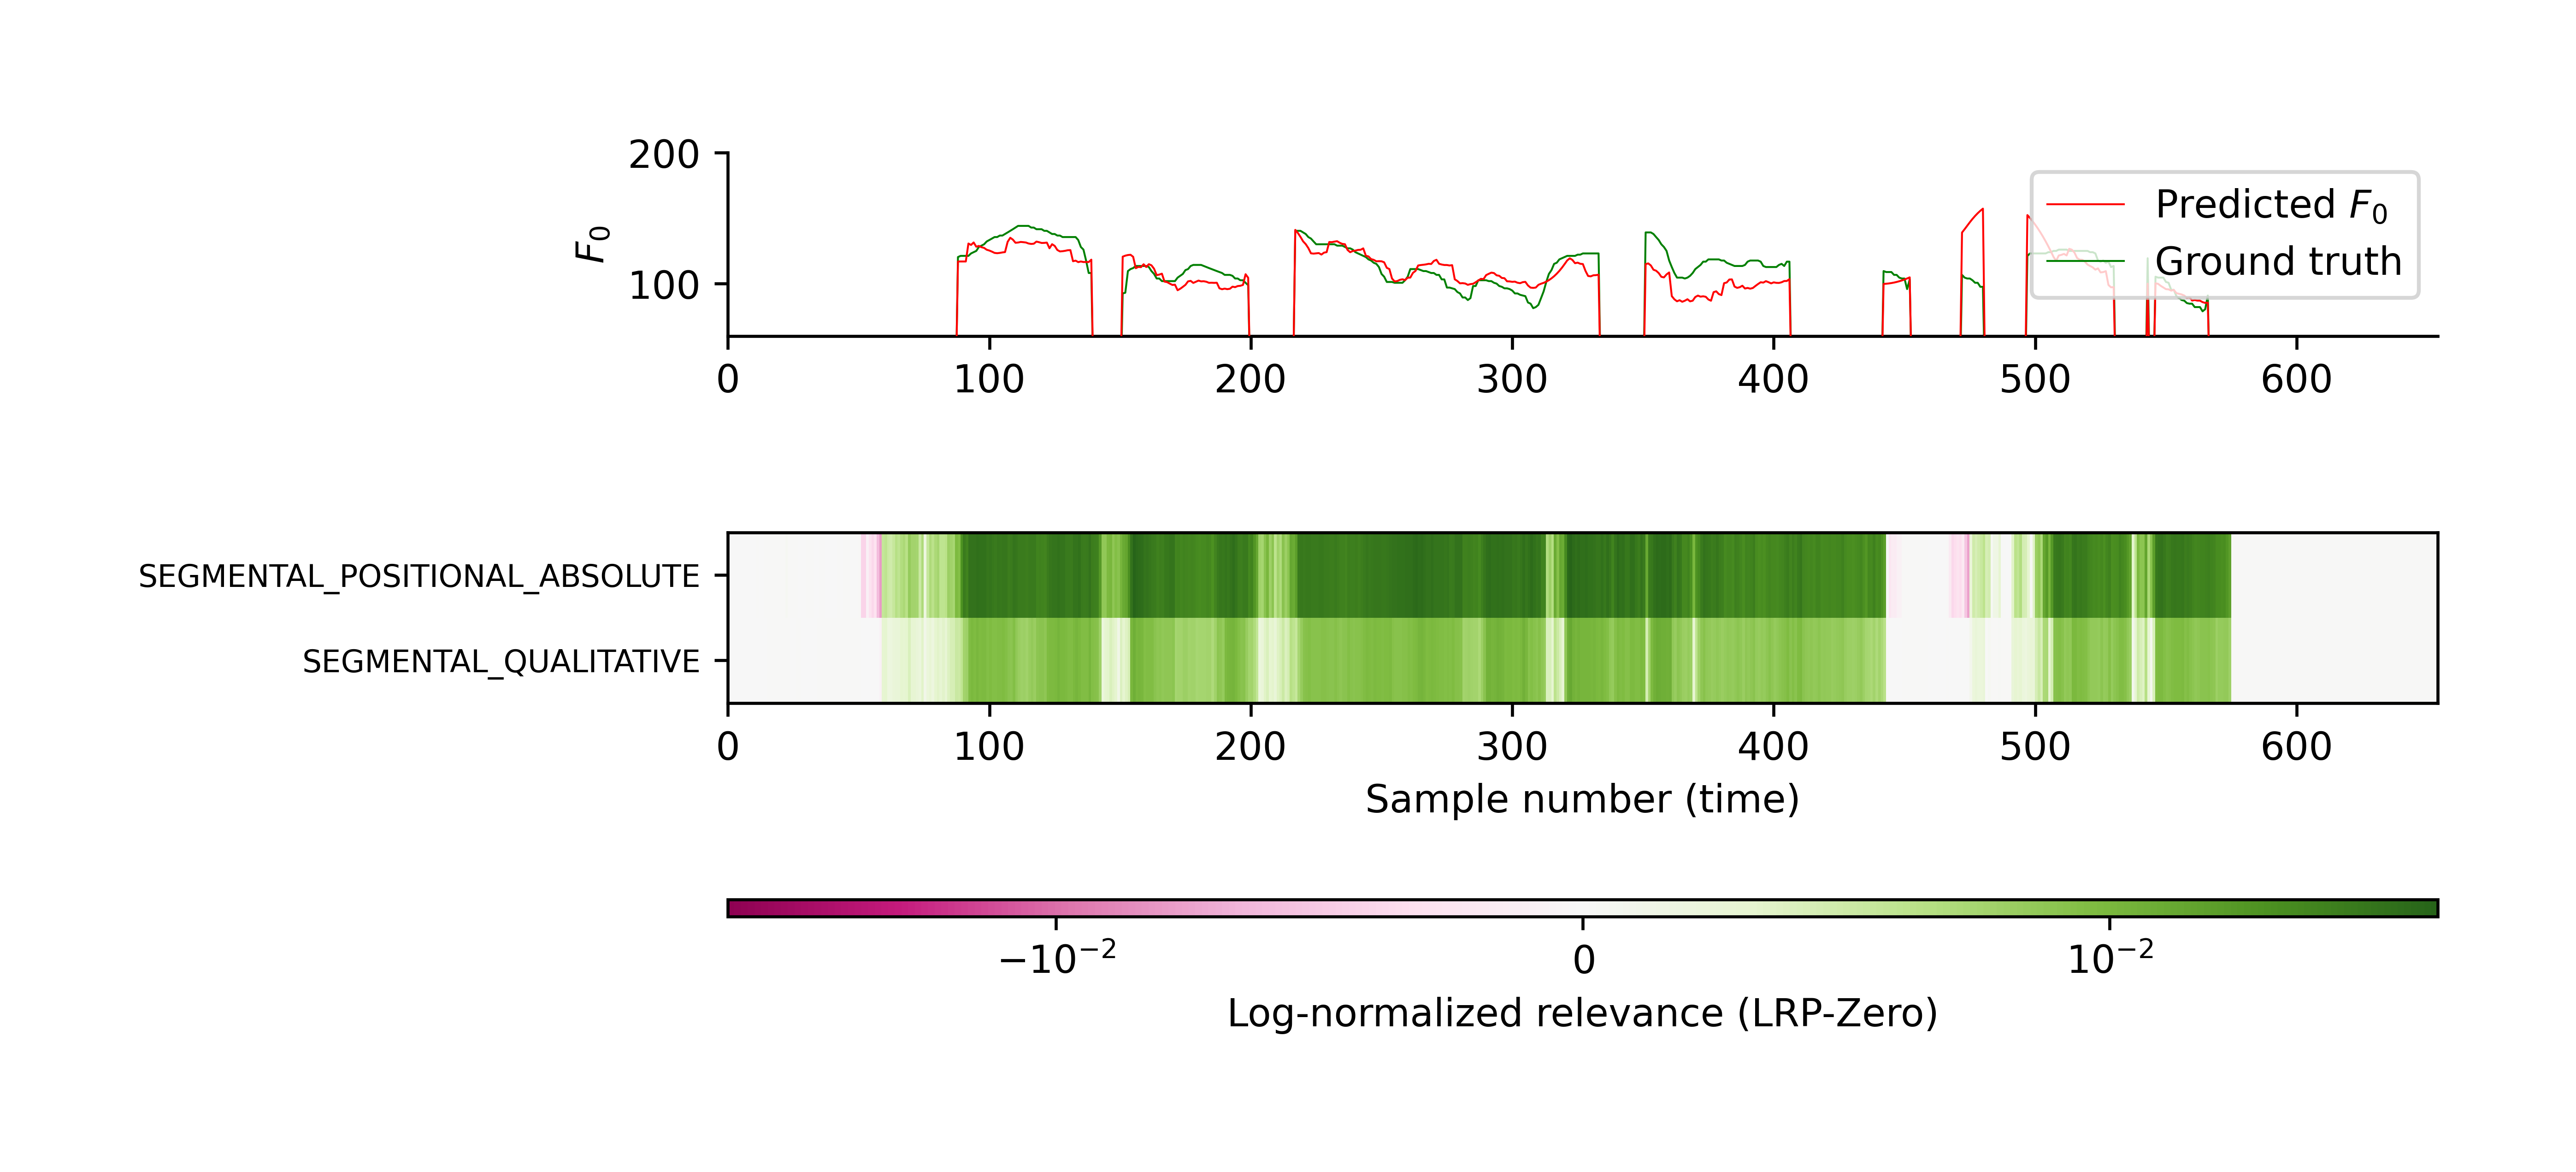 200
100
F₀
Predicted F₀
Ground truth
0 100 200 300 400 500 600
SEGMENTAL_POSITIONAL_ABSOLUTE
SEGMENTAL_QUALITATIVE
0 100 200 300 400 500 600
Sample number (time)
−10⁻² 0 10⁻²
Log-normalized relevance (LRP-Zero)